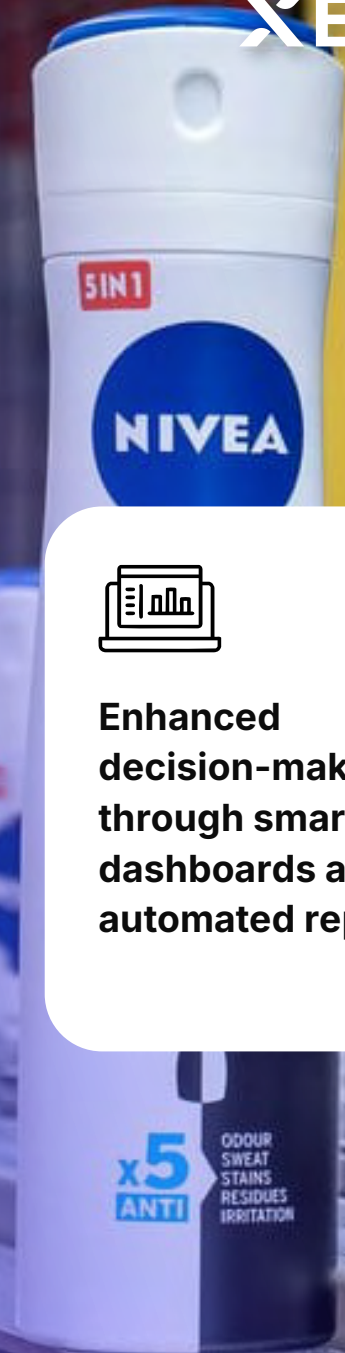 5IN1
NIVEA
Enhanced
decision-mak
through smar
dashboards a
automated rep
x5
ANTI
ODOUR
SWEAT
STAINS
RESIDUES
IRRITATION